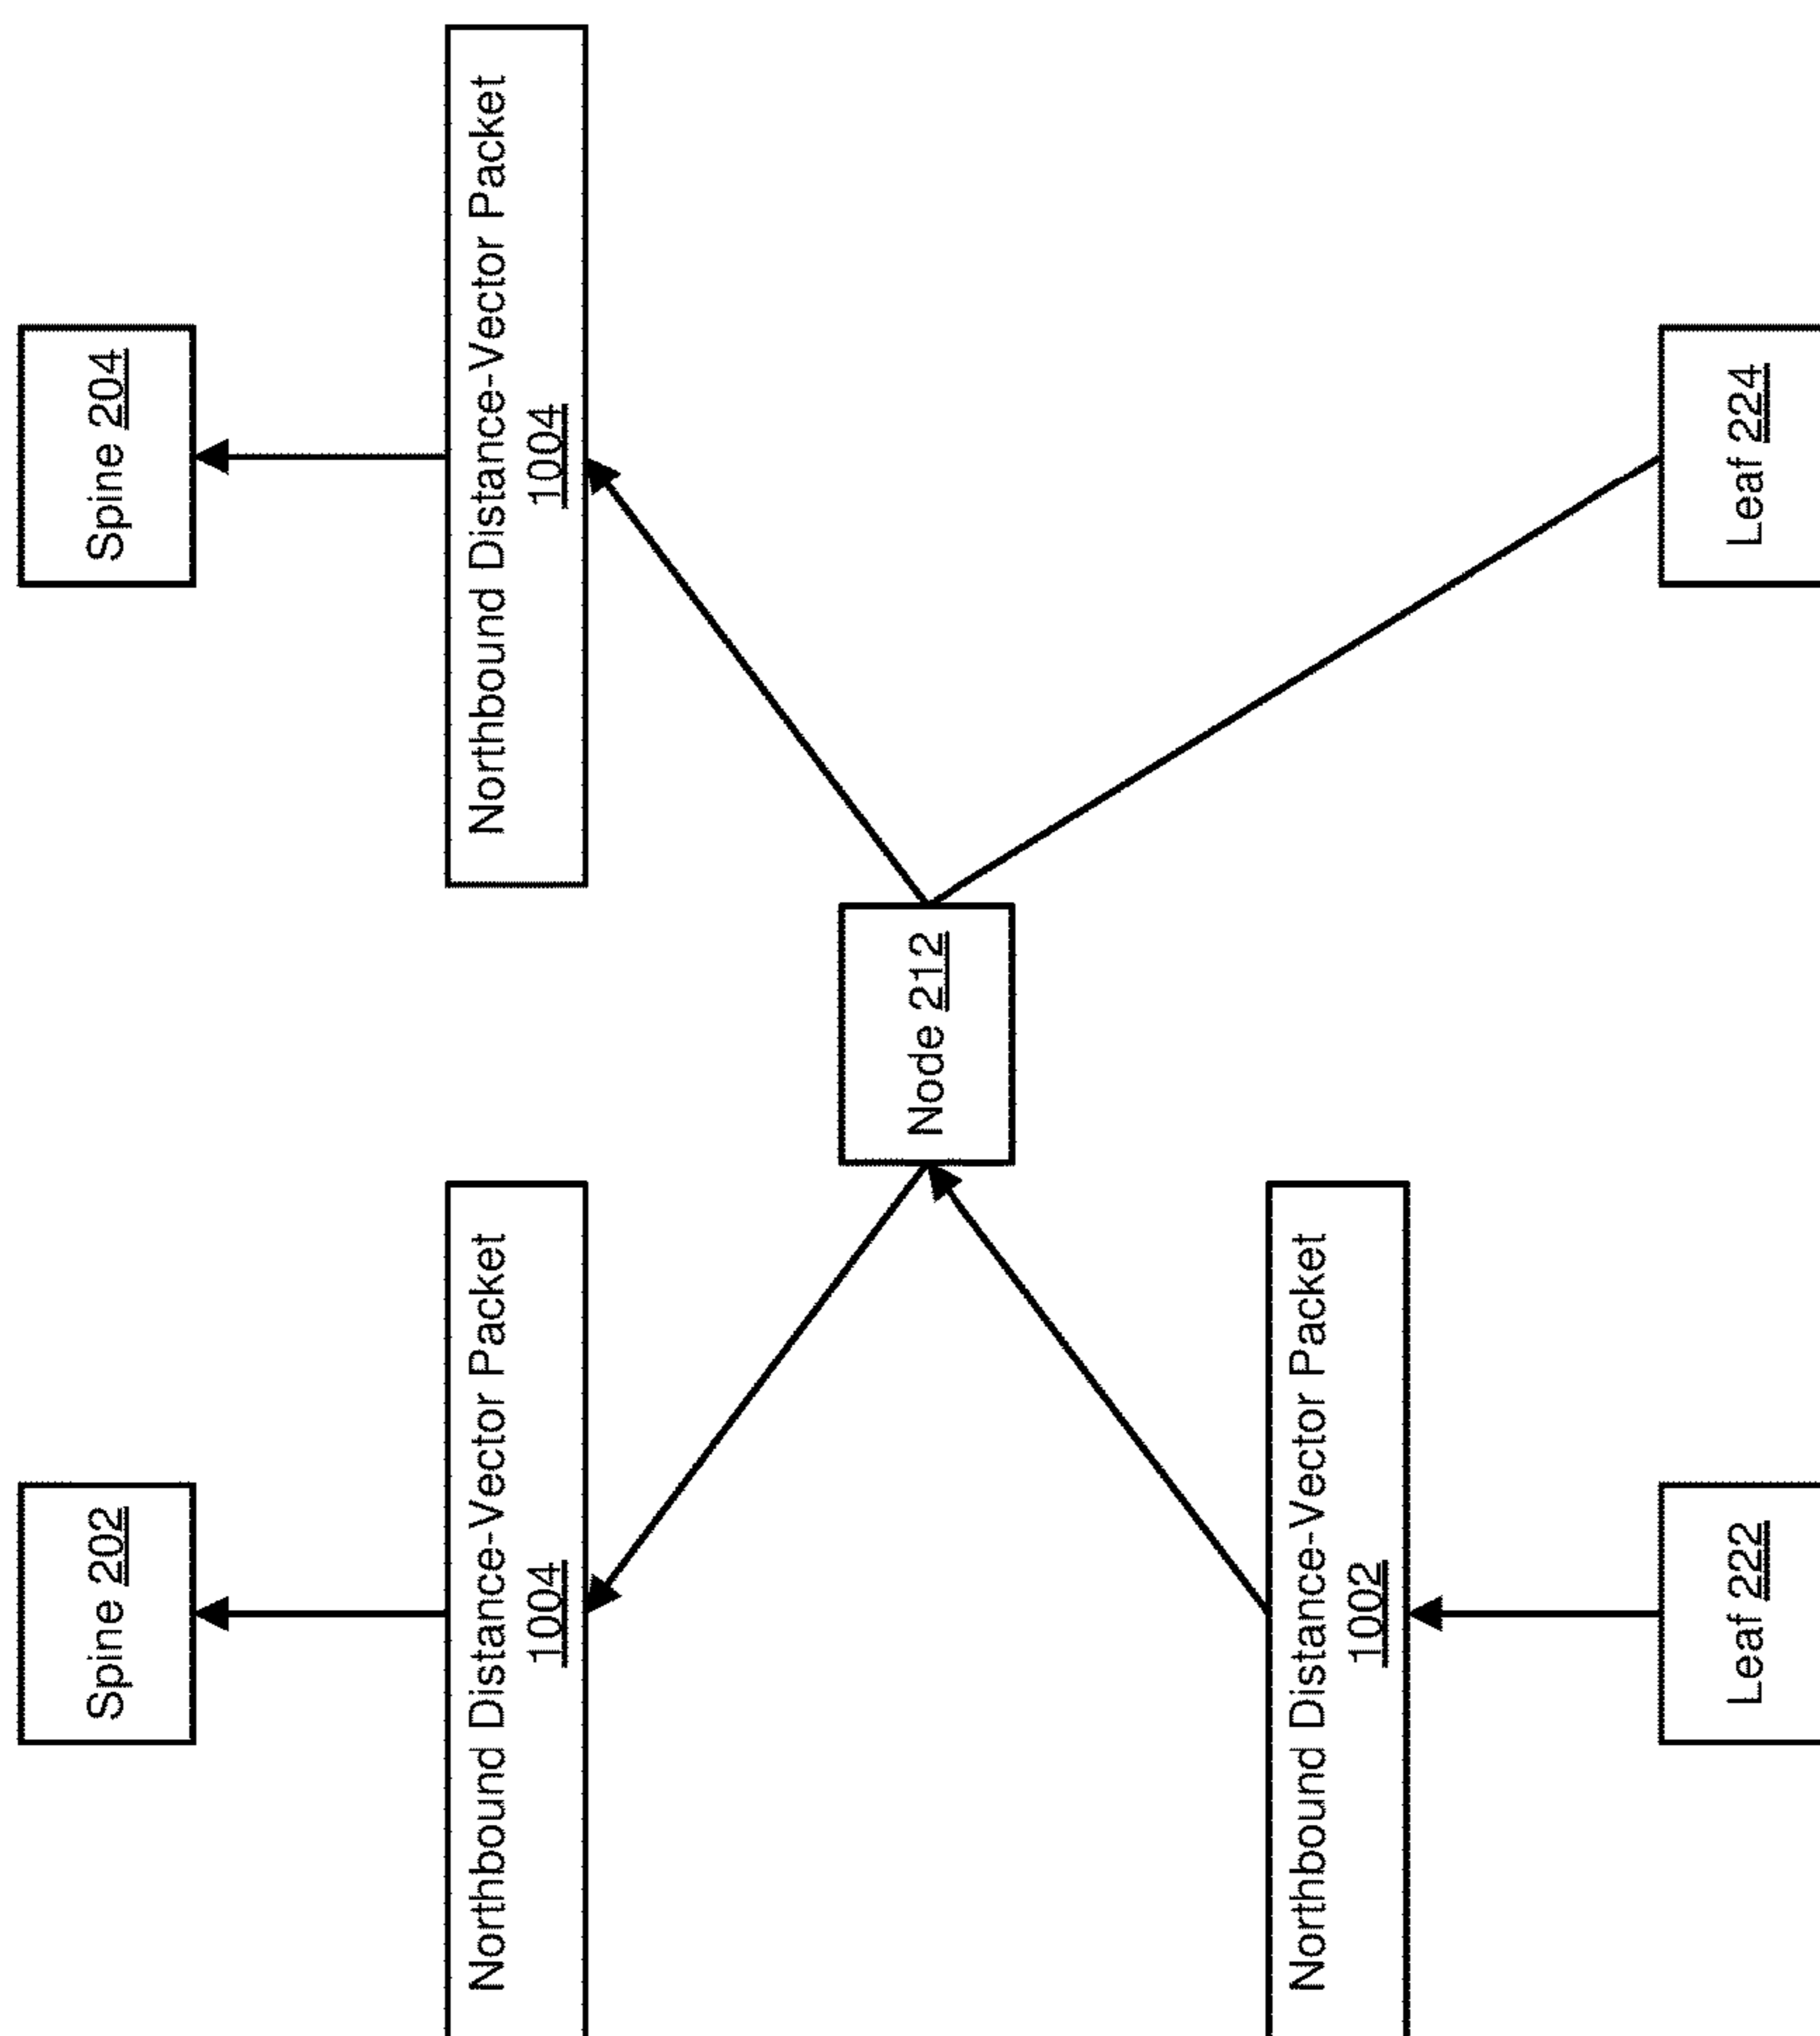 Spine 202
Spine 204
Northbound Distance-Vector Packet
1004
Northbound Distance-Vector Packet
1004
Node 212
Northbound Distance-Vector Packet
1002
Leaf 222
Leaf 224